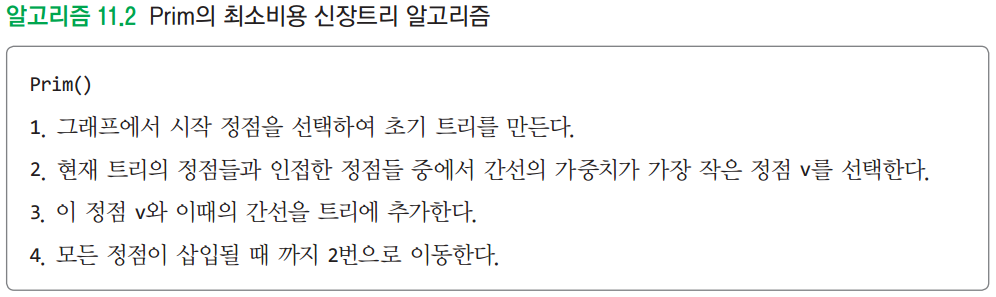 알고리즘 11.2 Prim의 최소비용 신장트리 알고리즘
Prim()
1. 그래프에서 시작 정점을 선택하여 초기 트리를 만든다.
2. 현재 트리의 정점들과 인접한 정점들 중에서 간선의 가중치가 가장 작은 정점 v를 선택한다.
3. 이 정점 v와 이때의 간선을 트리에 추가한다.
4. 모든 정점이 삽입될 때 까지 2번으로 이동한다.